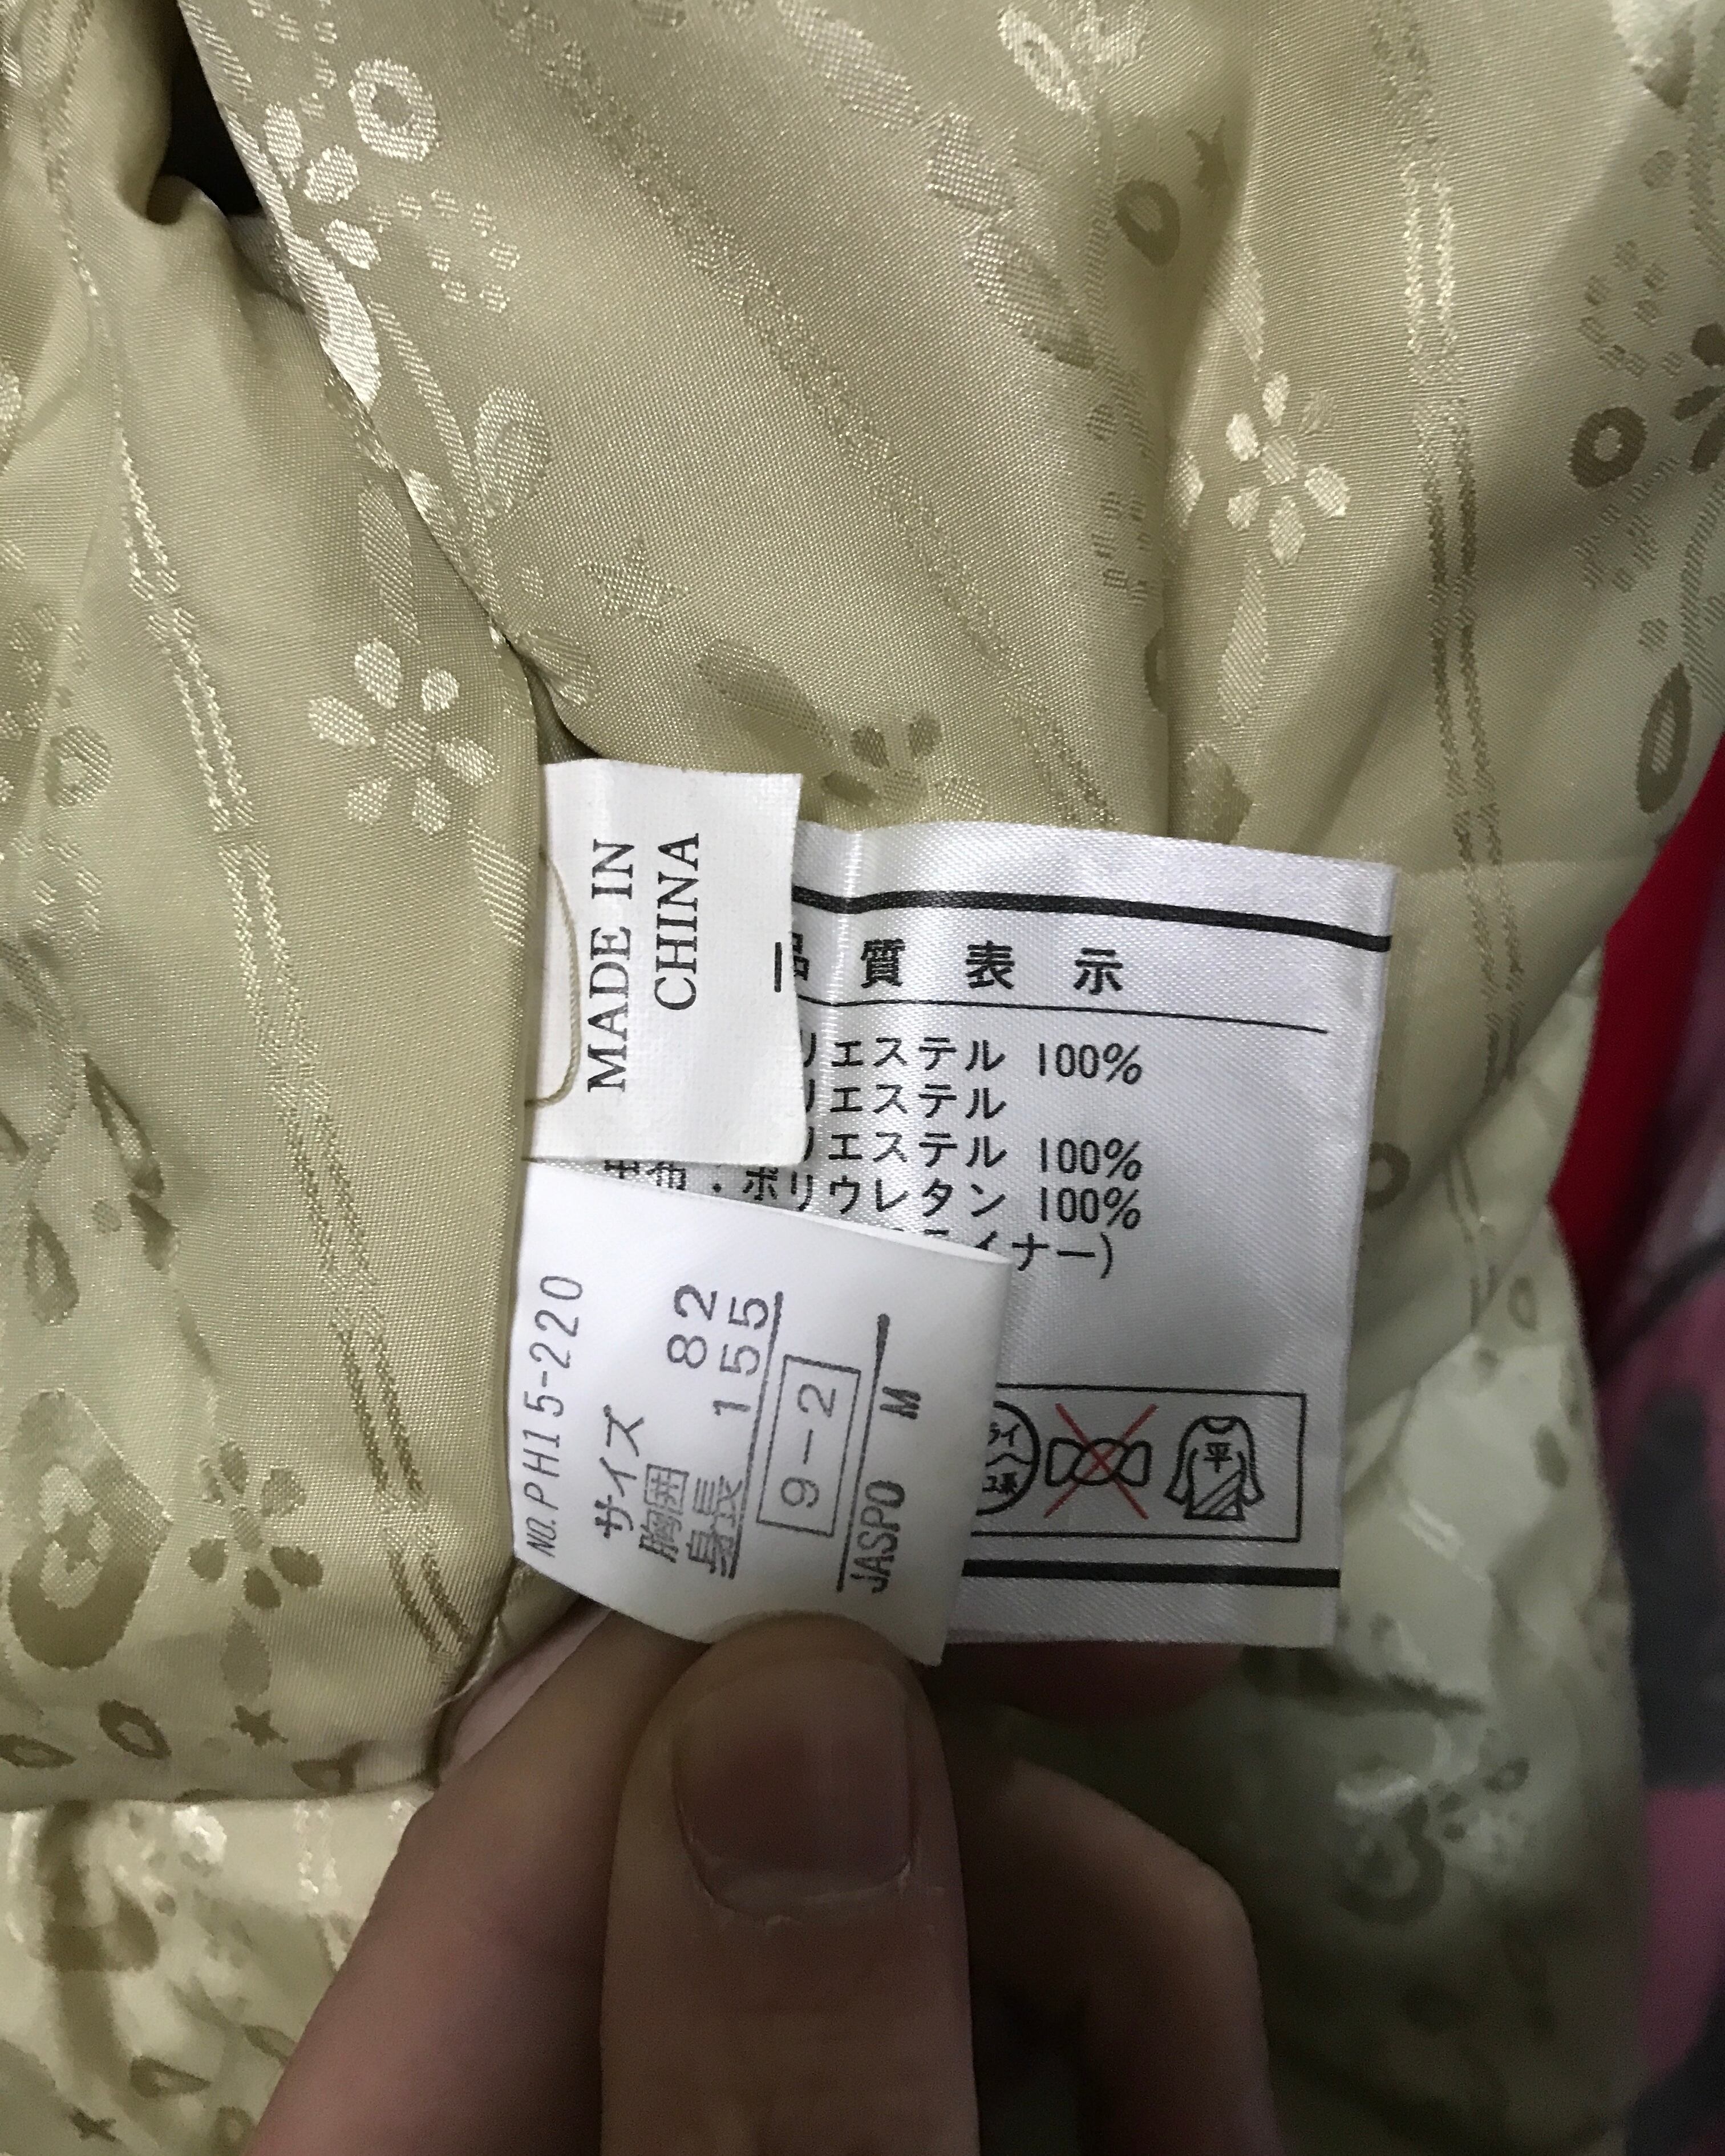 MADE IN
CHINA
品質表示
リエステル 100%
リエステル
リエステル 100%
中布:ポリウレタン 100%
イナー)
平
NO.PH15-220
サイズ
胸囲 82
身長 155
9-2
JASPO M